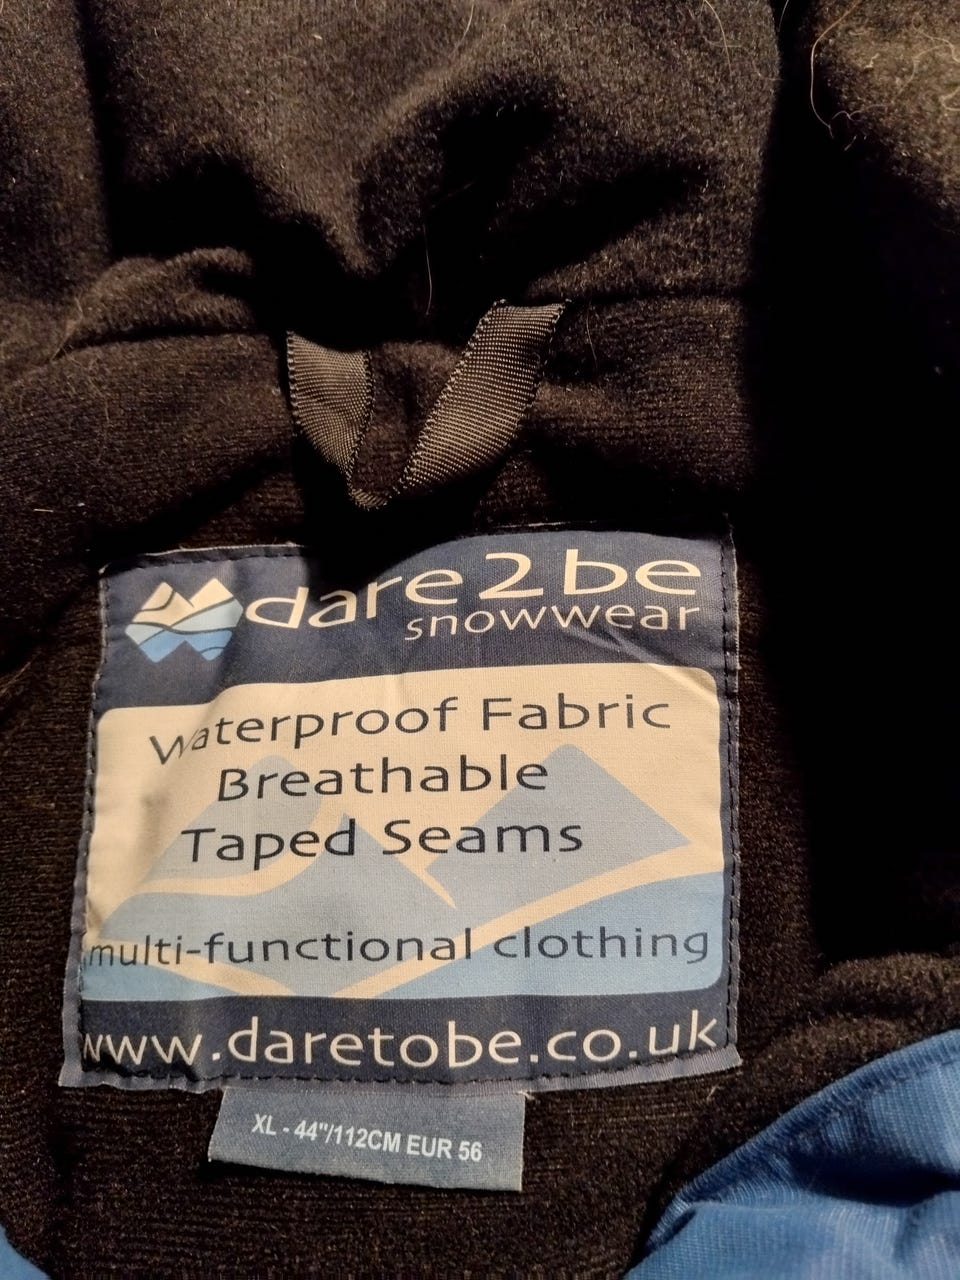 dare2be
snowwear
Waterproof Fabric
Breathable
Taped Seams
multi-functional clothing
www.daretobe.co.uk
XL - 44"/112CM EUR 56